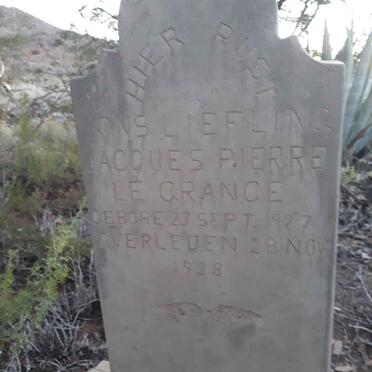 HIER RUST
ONS LIEFLING
JACQUES PIERRE
LE GRANGE
GEBORE 23 SEPT. 1927
OVERLEDEN 28 NOV
1928